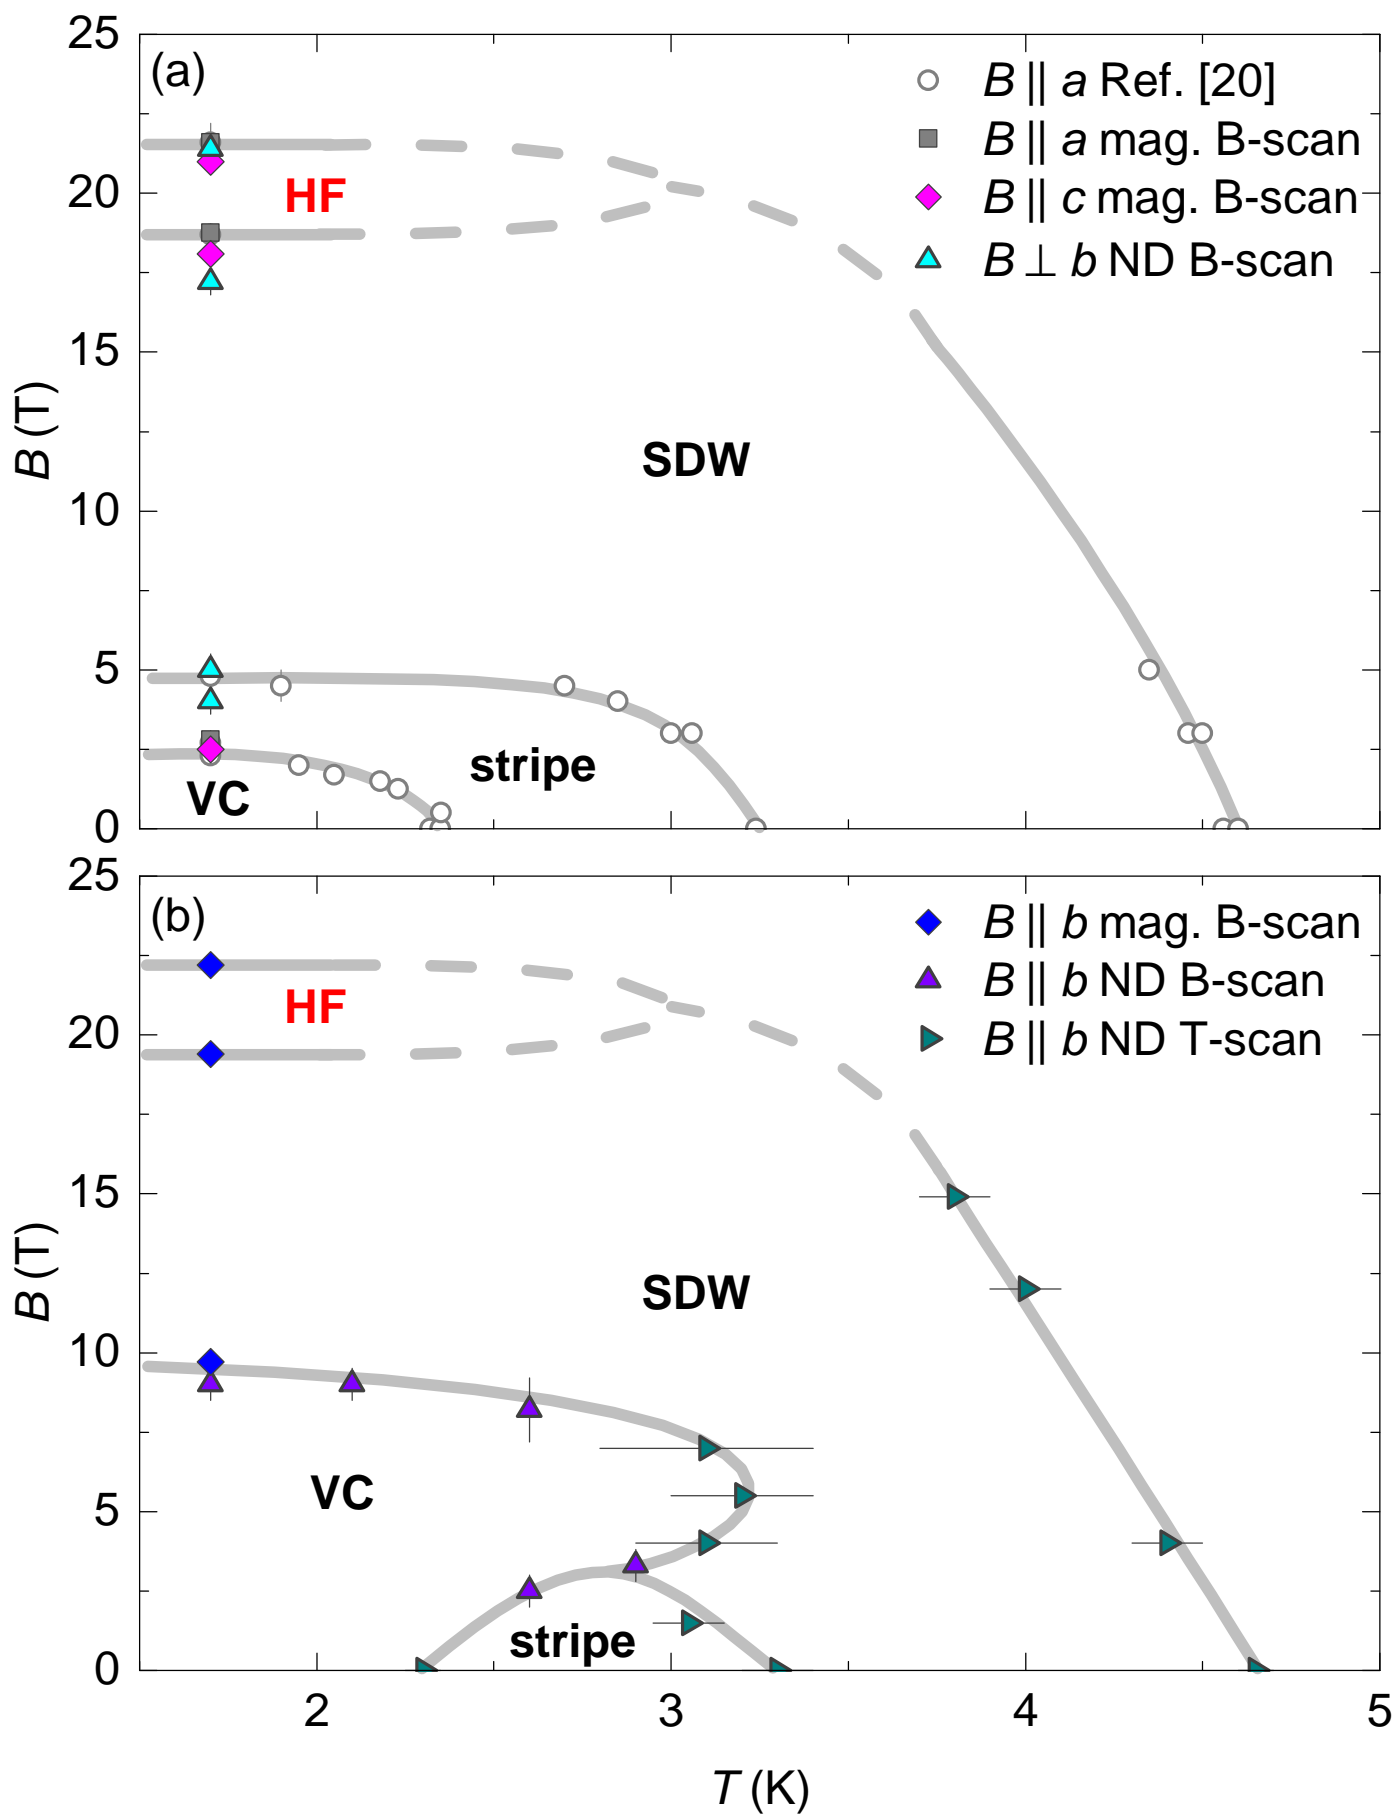 25
(a)
B || a Ref. [20]
B || a mag. B-scan
20
HF
B || c mag. B-scan
B ⊥ b ND B-scan
15
B (T)
SDW
10
5
stripe
VC
0
25
(b)
B || b mag. B-scan
HF
B || b ND B-scan
20
B || b ND T-scan
15
B (T)
SDW
10
VC
5
stripe
0
2 3 4 5
T (K)